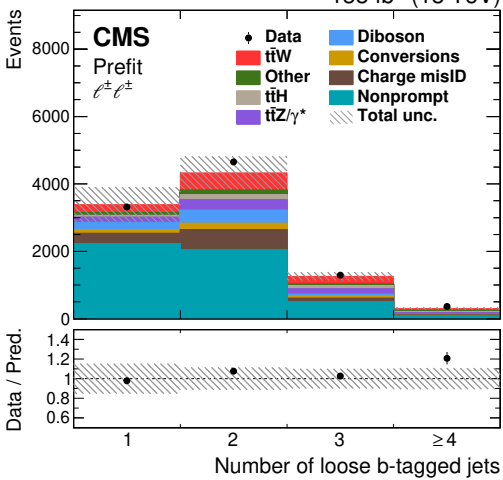 Events
8000
6000
4000
2000
0
CMS
Prefit
ℓ±ℓ±
Data
tt̄W
Other
tt̄H
tt̄Z/γ*
Diboson
Conversions
Charge misID
Nonprompt
Total unc.
Data / Pred.
1.4
1.2
1
0.8
0.6
1
2
3
≥4
Number of loose b-tagged jets